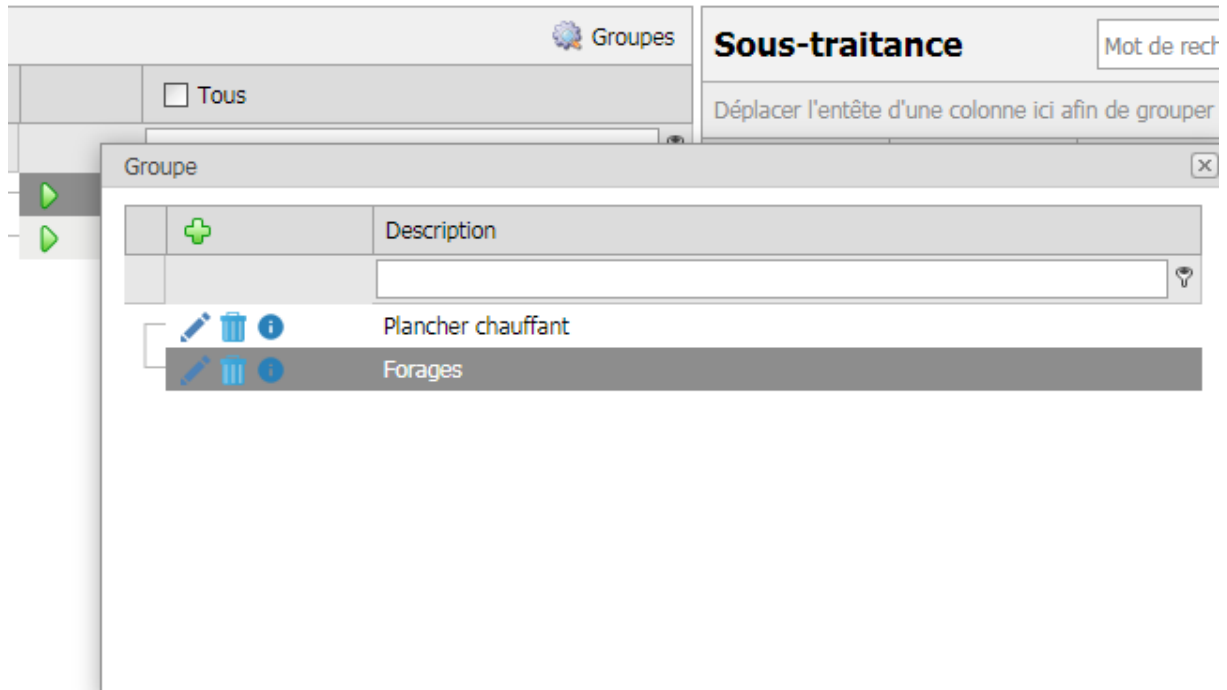 Groupes
Sous-traitance
Mot de rech
Tous
Déplacer l'entête d'une colonne ici afin de grouper
Groupe
Description
Plancher chauffant
Forages